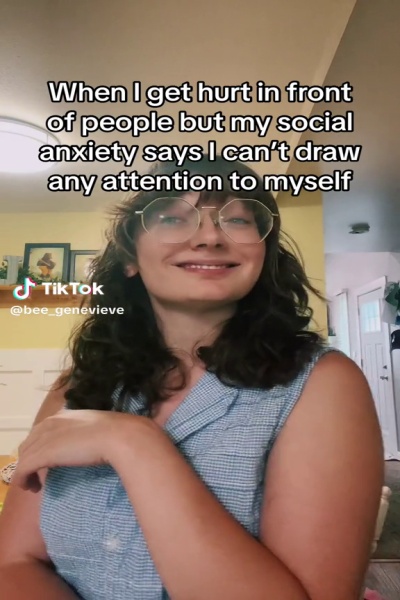 When I get hurt in front
of people but my social
anxiety says I can't draw
any attention to myself
TikTok
@bee_genevieve